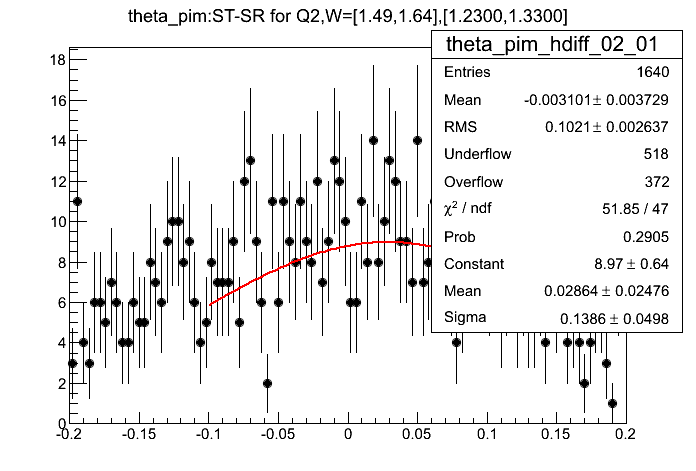 theta_pim:ST-SR for Q2,W=[1.49,1.64],[1.2300,1.3300]
theta_pim_hdiff_02_01
Entries 1640
Mean -0.003101 ± 0.003729
RMS 0.1021 ± 0.002637
Underflow 518
Overflow 372
χ² / ndf 51.85 / 47
Prob 0.2905
Constant 8.97 ± 0.64
Mean 0.02864 ± 0.02476
Sigma 0.1386 ± 0.0498
18
16
14
12
10
8
6
4
2
0
-0.2 -0.15 -0.1 -0.05 0 0.05 0.1 0.15 0.2